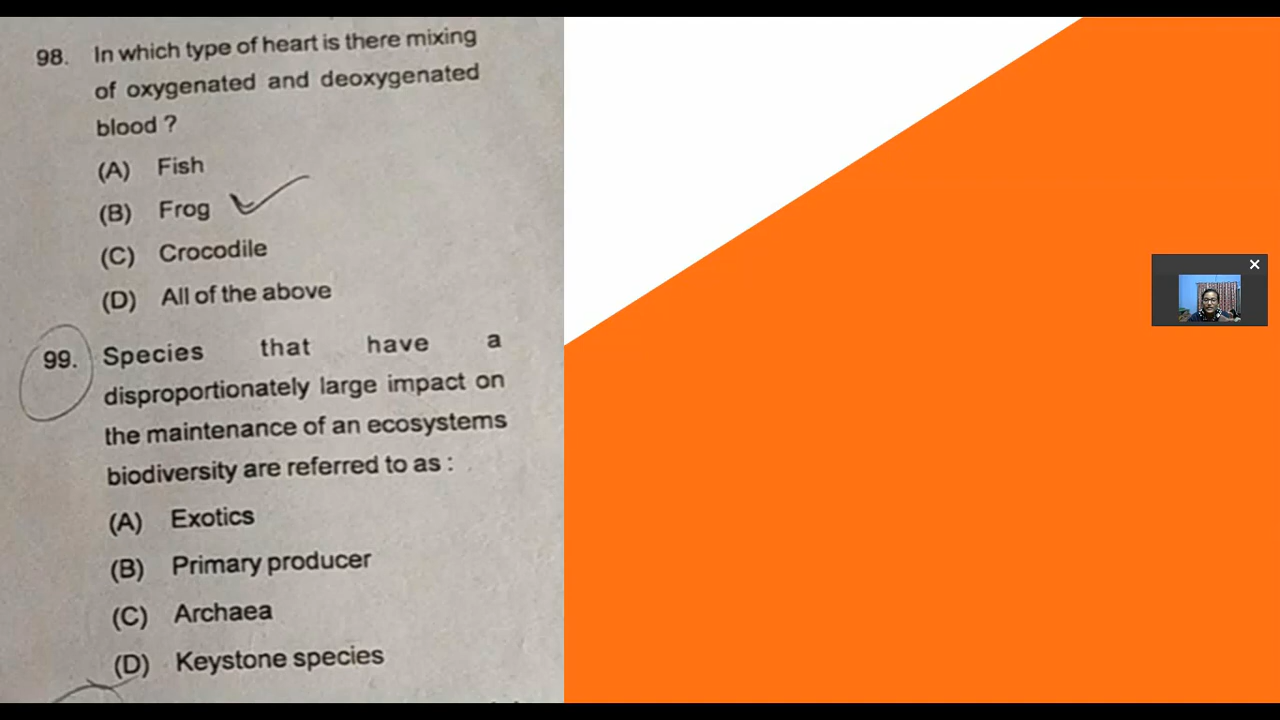 98. In which type of heart is there mixing
of oxygenated and deoxygenated
blood ?
(A) Fish
(B) Frog
(C) Crocodile
(D) All of the above
99. Species that have a
disproportionately large impact on
the maintenance of an ecosystems
biodiversity are referred to as :
(A) Exotics
(B) Primary producer
(C) Archaea
(D) Keystone species